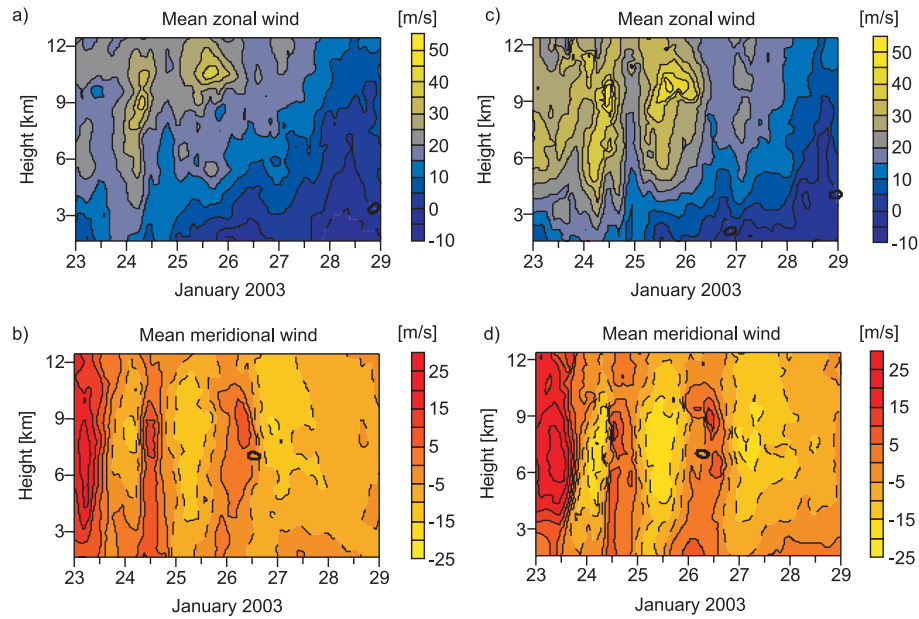 a) Mean zonal wind [m/s]
12
9
6
3
Height [km]
23 24 25 26 27 28 29
January 2003
50
40
30
20
10
0
-10
c) Mean zonal wind [m/s]
12
9
6
3
Height [km]
23 24 25 26 27 28 29
January 2003
50
40
30
20
10
0
-10
b) Mean meridional wind [m/s]
12
9
6
3
Height [km]
23 24 25 26 27 28 29
January 2003
25
15
5
-5
-15
-25
d) Mean meridional wind [m/s]
12
9
6
3
Height [km]
23 24 25 26 27 28 29
January 2003
25
15
5
-5
-15
-25